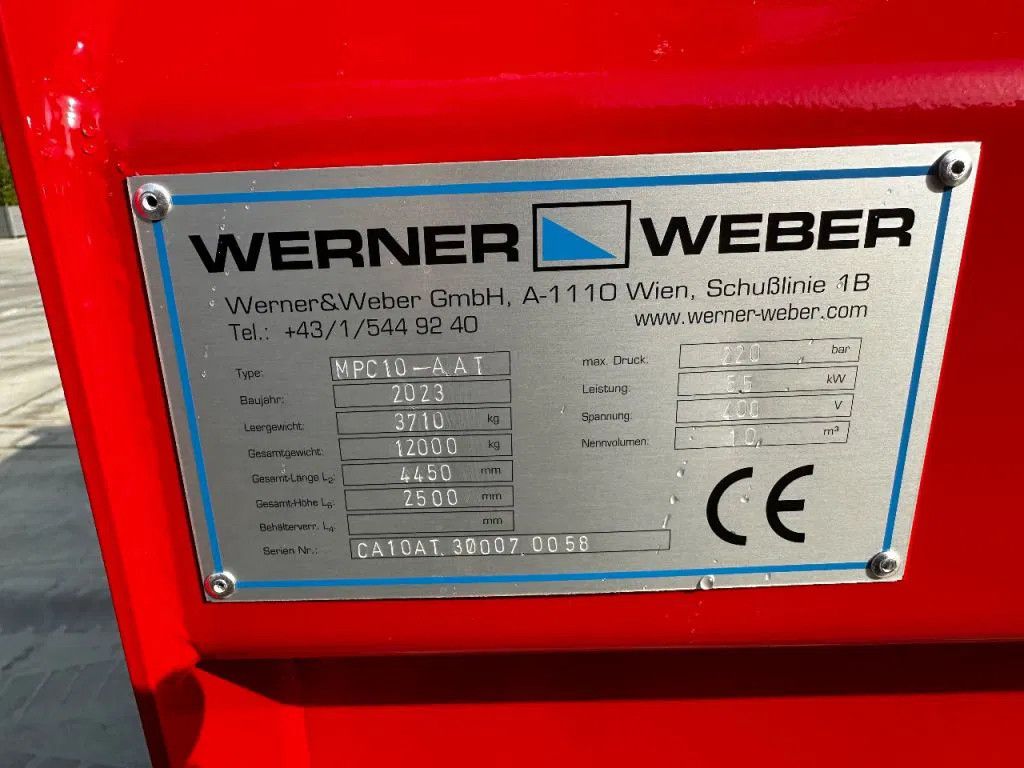 WERNER WEBER
Werner&Weber GmbH, A-1110 Wien, Schußlinie 1B
Tel.: +43/1/544 92 40 www.werner-weber.com
Type: MPC10-AAT
Baujahr: 2023
Leergewicht: 3710 kg
Gesamtgewicht: 12000 kg
Gesamt-Länge L2: 4450 mm
Gesamt-Höhe L6: 2500 mm
Behälterverr. L4: mm
Serien Nr.: CA10AT.30007.0058
max. Druck: 220 bar
Leistung: 5.5 kW
Spannung: 400 V
Nennvolumen: 10 m³
CE